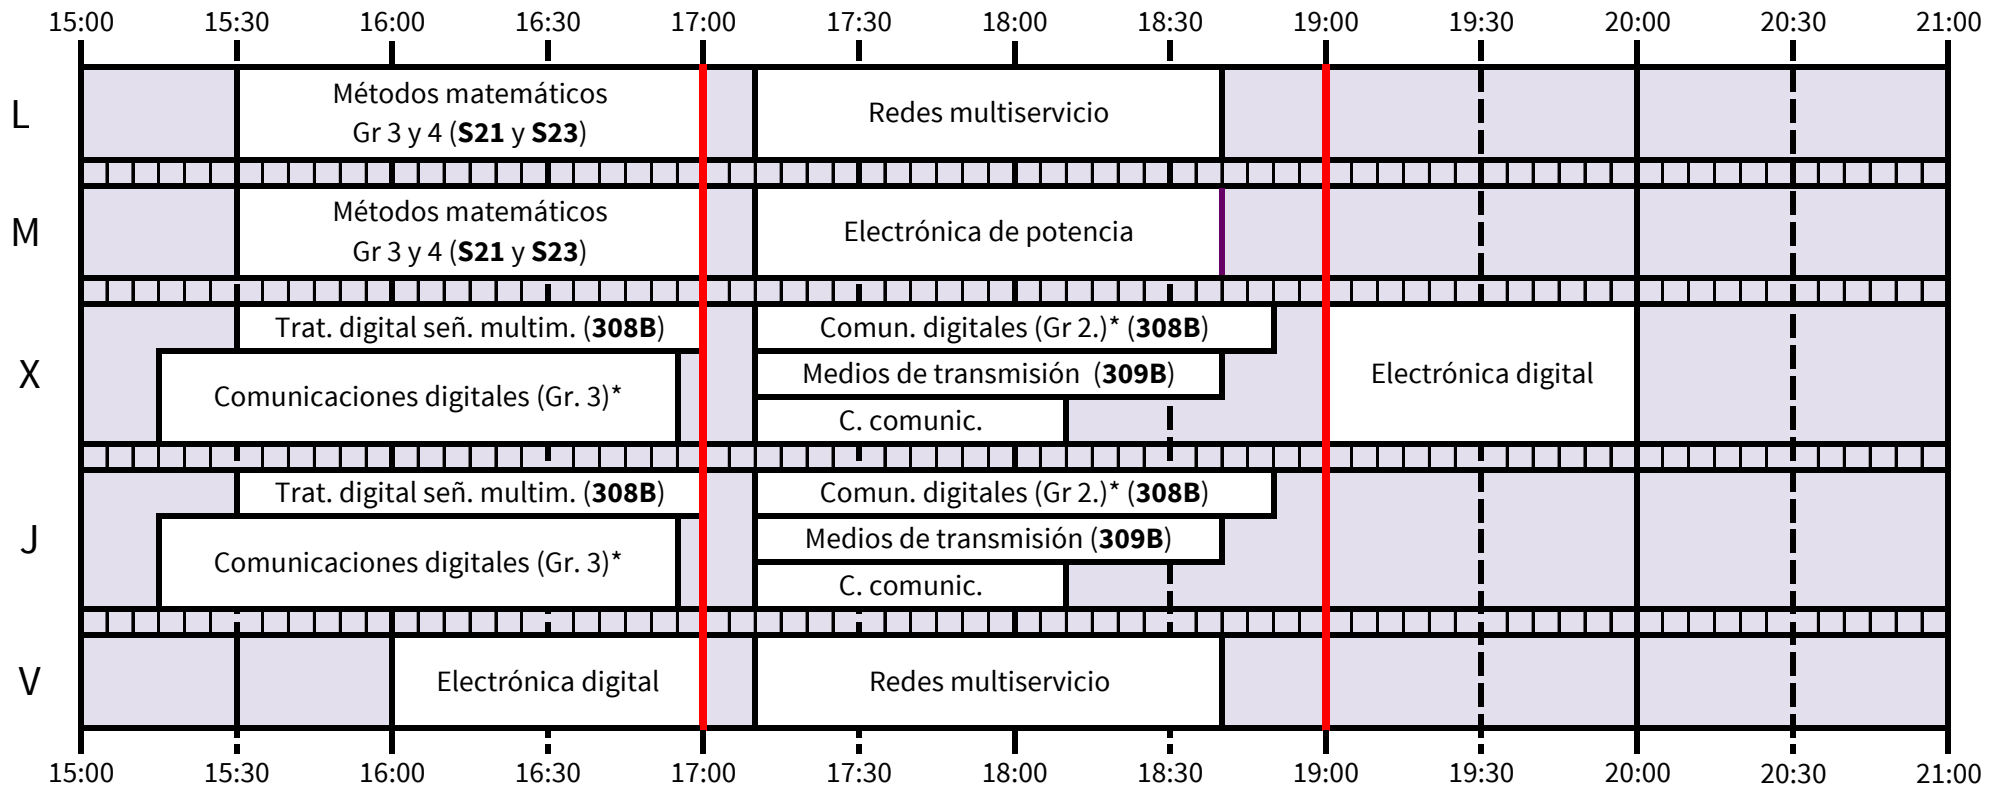 15:00 15:30 16:00 16:30 17:00 17:30 18:00 18:30 19:00 19:30 20:00 20:30 21:00
L
Métodos matemáticos
Gr 3 y 4 (S21 y S23)
Redes multiservicio
M
Métodos matemáticos
Gr 3 y 4 (S21 y S23)
Electrónica de potencia
X
Trat. digital señ. multim. (308B)
Comunicaciones digitales (Gr. 3)*
Comun. digitales (Gr 2.)* (308B)
Medios de transmisión (309B)
C. comunic.
Electrónica digital
J
Trat. digital señ. multim. (308B)
Comunicaciones digitales (Gr. 3)*
Comun. digitales (Gr 2.)* (308B)
Medios de transmisión (309B)
C. comunic.
V
Electrónica digital
Redes multiservicio
15:00 15:30 16:00 16:30 17:00 17:30 18:00 18:30 19:00 19:30 20:00 20:30 21:00